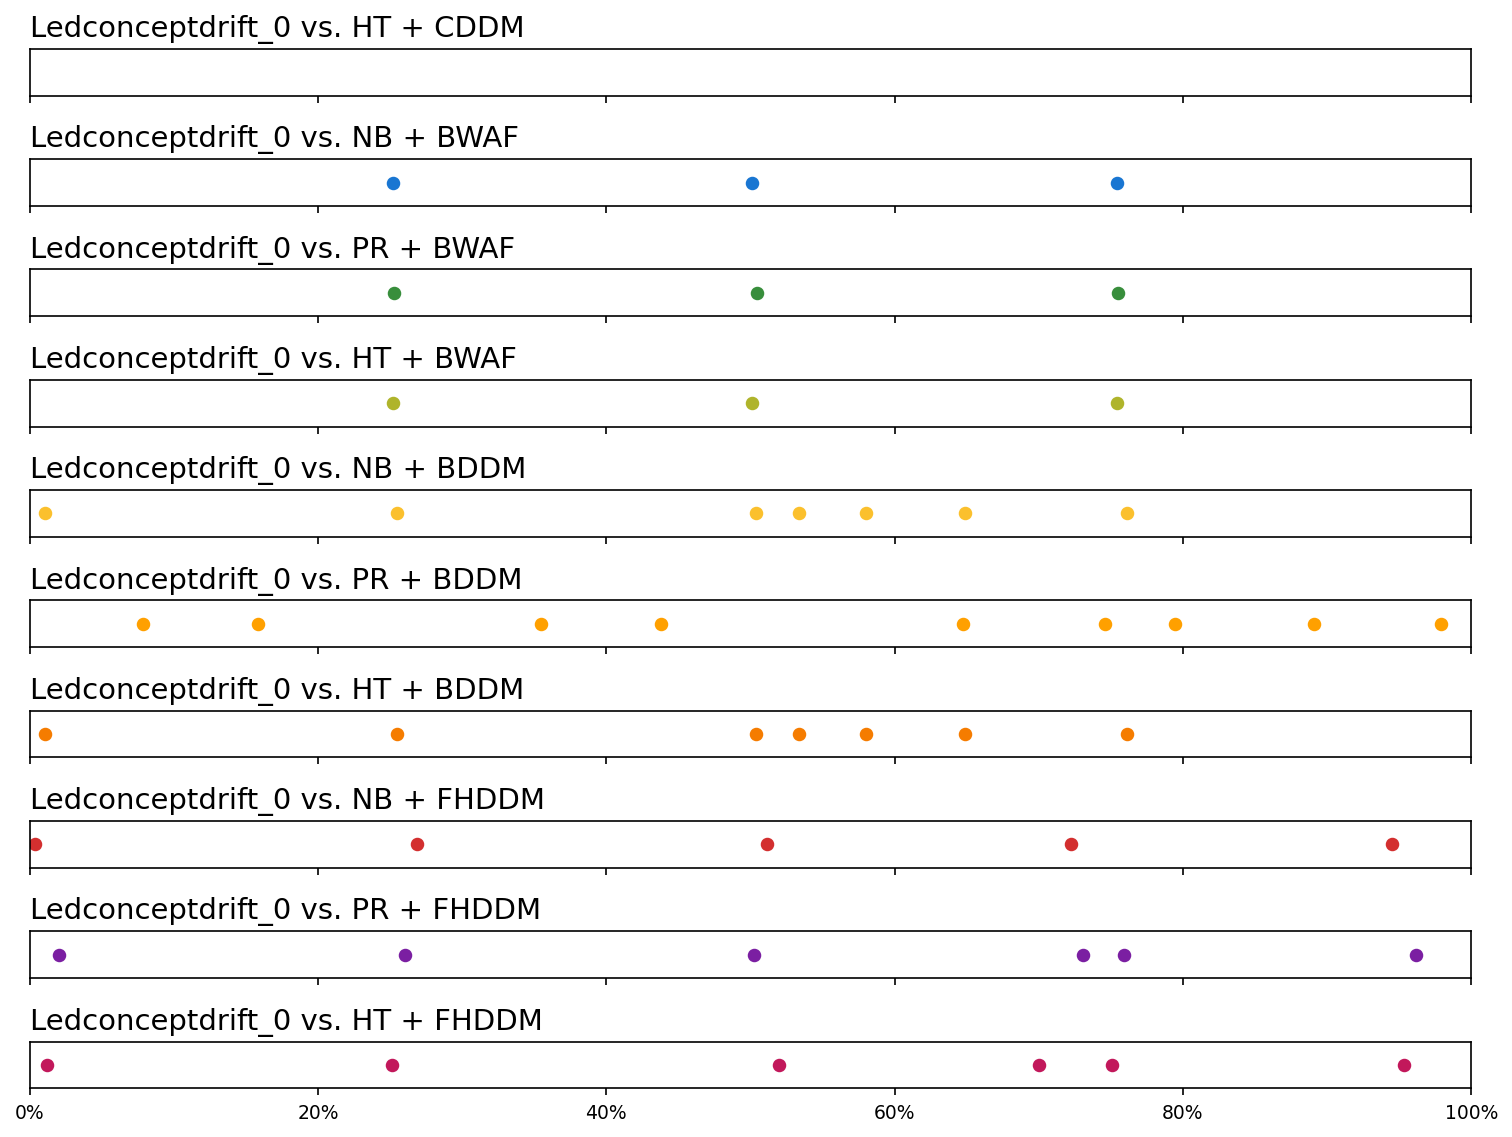 Ledconceptdrift_0 vs. HT + CDDM
Ledconceptdrift_0 vs. NB + BWAF
Ledconceptdrift_0 vs. PR + BWAF
Ledconceptdrift_0 vs. HT + BWAF
Ledconceptdrift_0 vs. NB + BDDM
Ledconceptdrift_0 vs. PR + BDDM
Ledconceptdrift_0 vs. HT + BDDM
Ledconceptdrift_0 vs. NB + FHDDM
Ledconceptdrift_0 vs. PR + FHDDM
Ledconceptdrift_0 vs. HT + FHDDM
0% 20% 40% 60% 80% 100%